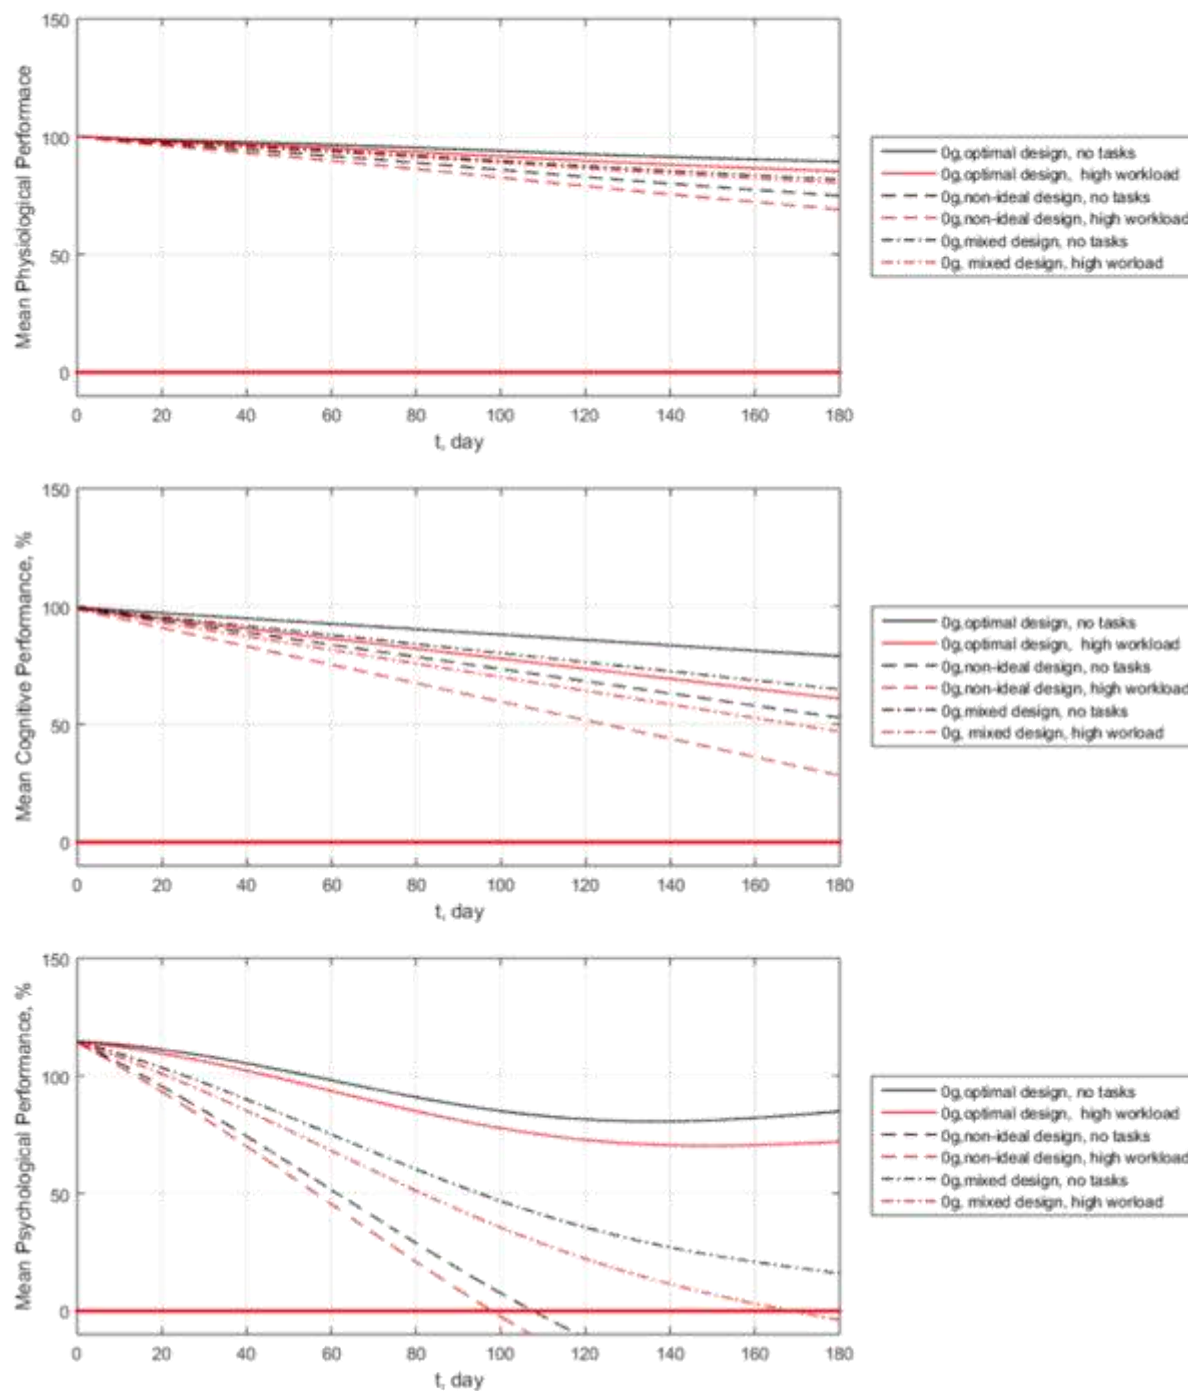 150
100
50
0
Mean Physiological Performace
0 20 40 60 80 100 120 140 160 180
t, day
0g,optimal design, no tasks
0g,optimal design,  high workload
0g,non-ideal design, no tasks
0g,non-ideal design, high workload
0g,mixed design, no tasks
0g, mixed design, high worload
150
100
50
0
Mean Cognitive Performance, %
0 20 40 60 80 100 120 140 160 180
t, day
0g,optimal design, no tasks
0g,optimal design,  high workload
0g,non-ideal design, no tasks
0g,non-ideal design, high workload
0g,mixed design, no tasks
0g, mixed design, high worload
150
100
50
0
Mean Psychological Performance, %
0 20 40 60 80 100 120 140 160 180
t, day
0g,optimal design, no tasks
0g,optimal design,  high workload
0g,non-ideal design, no tasks
0g,non-ideal design, high workload
0g,mixed design, no tasks
0g, mixed design, high worload